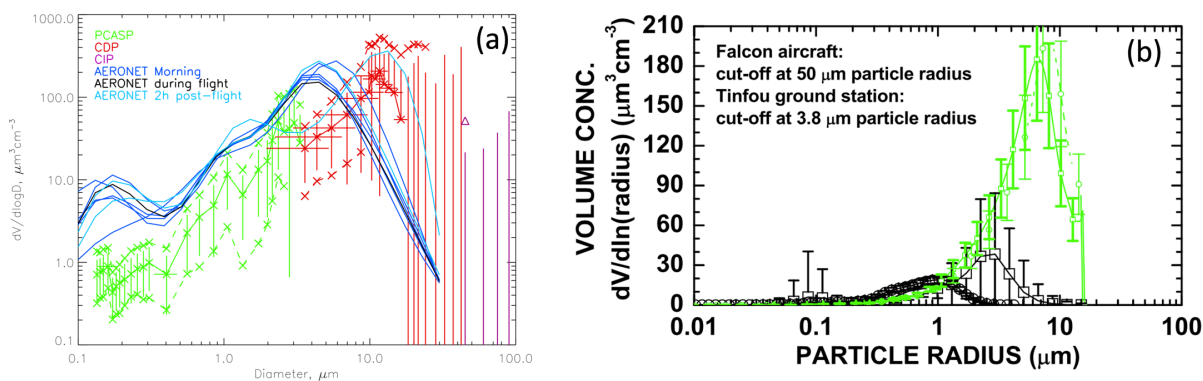 1000.0
100.0
10.0
1.0
0.1
dV/dlogD, μm³cm⁻³
PCASP
CDP
CIP
AERONET Morning
AERONET during flight
AERONET 2h post-flight
(a)
0.1
1.0
10.0
100.0
Diameter, μm
210
180
150
120
90
60
30
0
VOLUME CONC.
dV/dln(radius) (μm³cm⁻³)
Falcon aircraft:
cut-off at 50 μm particle radius
Tinfou ground station:
cut-off at 3.8 μm particle radius
(b)
0.01
0.1
1
10
100
PARTICLE RADIUS (μm)